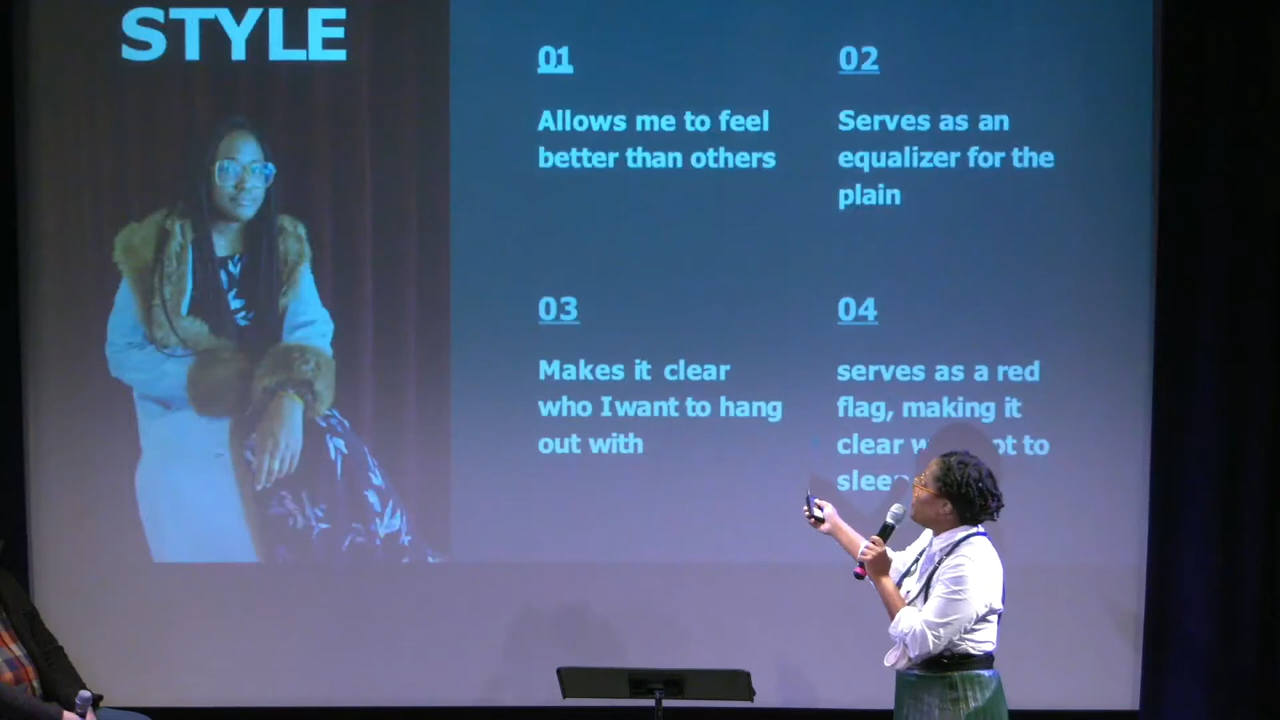 STYLE
01
Allows me to feel
better than others
02
Serves as an
equalizer for the
plain
03
Makes it clear
who I want to hang
out with
04
serves as a red
flag, making it
clear to